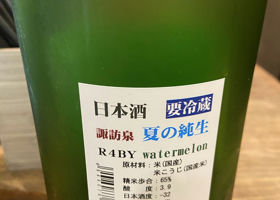 日本酒 要冷蔵
諏訪泉 夏の純生
R4BY watermelon
原材料：米(国産)
米こうじ(国産米)
精米歩合：65%
酸　度：3.9
日本酒度：-32